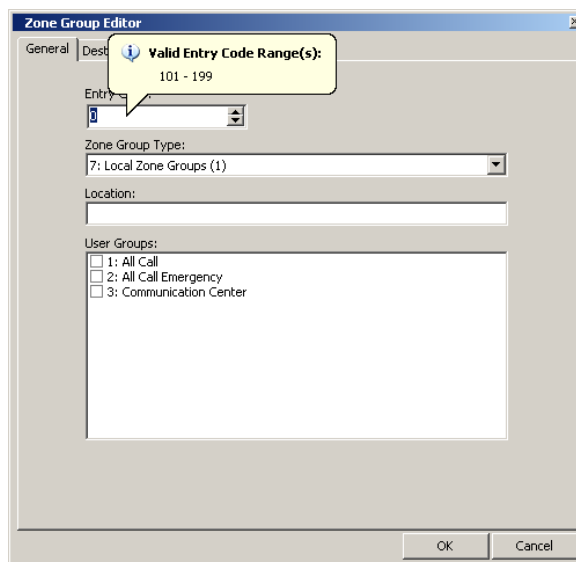 Zone Group Editor
General
Dest
Valid Entry Code Range(s):
101 - 199
Entry
0
Zone Group Type:
7: Local Zone Groups (1)
Location:
User Groups:
1: All Call
2: All Call Emergency
3: Communication Center
OK
Cancel